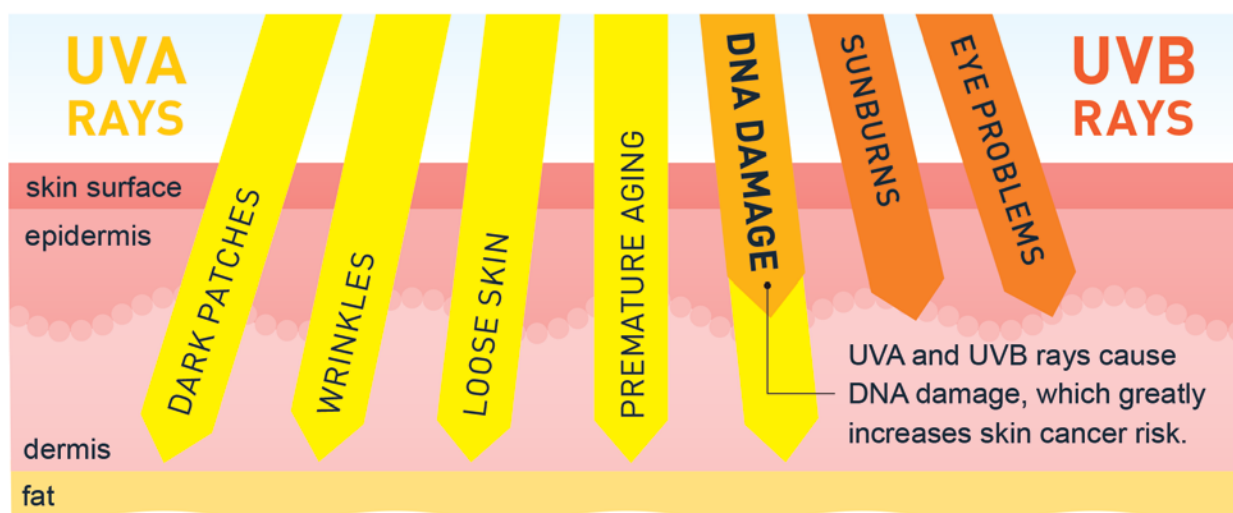 UVA
RAYS
UVB
RAYS
skin surface
epidermis
dermis
fat
DARK PATCHES
WRINKLES
LOOSE SKIN
PREMATURE AGING
DNA DAMAGE
SUNBURNS
EYE PROBLEMS
UVA and UVB rays cause
DNA damage, which greatly
increases skin cancer risk.